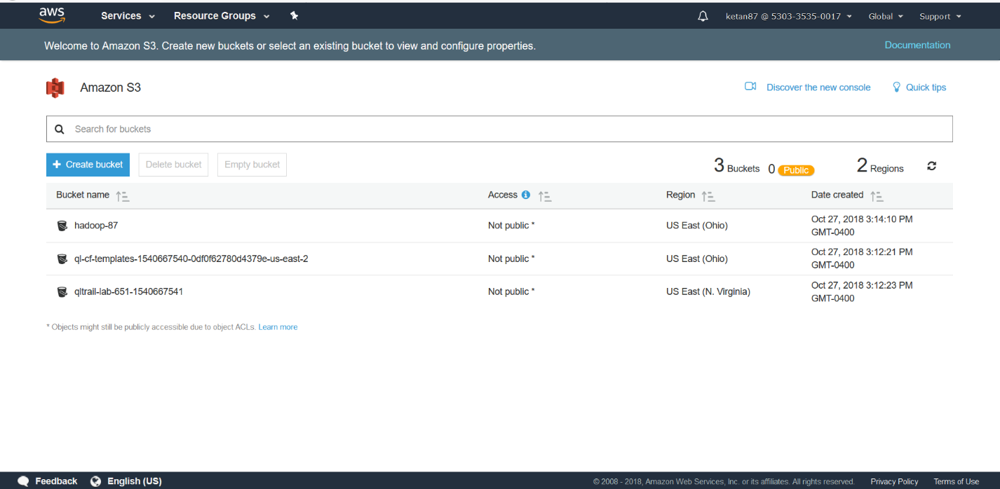 aws Services Resource Groups ketan87 @ 5303-3535-0017 Global Support
Welcome to Amazon S3. Create new buckets or select an existing bucket to view and configure properties. Documentation
Amazon S3 Discover the new console Quick tips
Search for buckets
+ Create bucket Delete bucket Empty bucket 3 Buckets 0 Public 2 Regions
Bucket name Access Region Date created
hadoop-87 Not public * US East (Ohio) Oct 27, 2018 3:14:10 PM
GMT-0400
ql-cf-templates-1540667540-0df0f62780d4379e-us-east-2 Not public * US East (Ohio) Oct 27, 2018 3:12:21 PM
GMT-0400
qltrail-lab-651-1540667541 Not public * US East (N. Virginia) Oct 27, 2018 3:12:23 PM
GMT-0400
* Objects might still be publicly accessible due to object ACLs. Learn more
Feedback English (US) © 2008 - 2018, Amazon Web Services, Inc. or its affiliates. All rights reserved. Privacy Policy Terms of Use